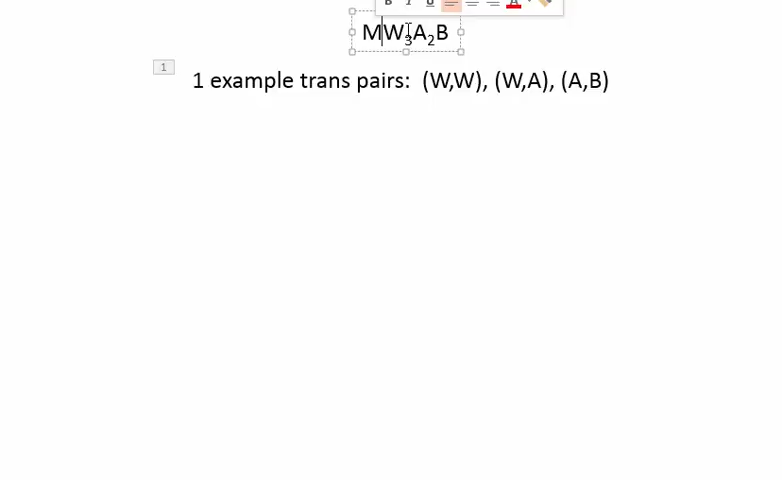 B I U A
MW₃A₂B
1
1 example trans pairs: (W,W), (W,A), (A,B)